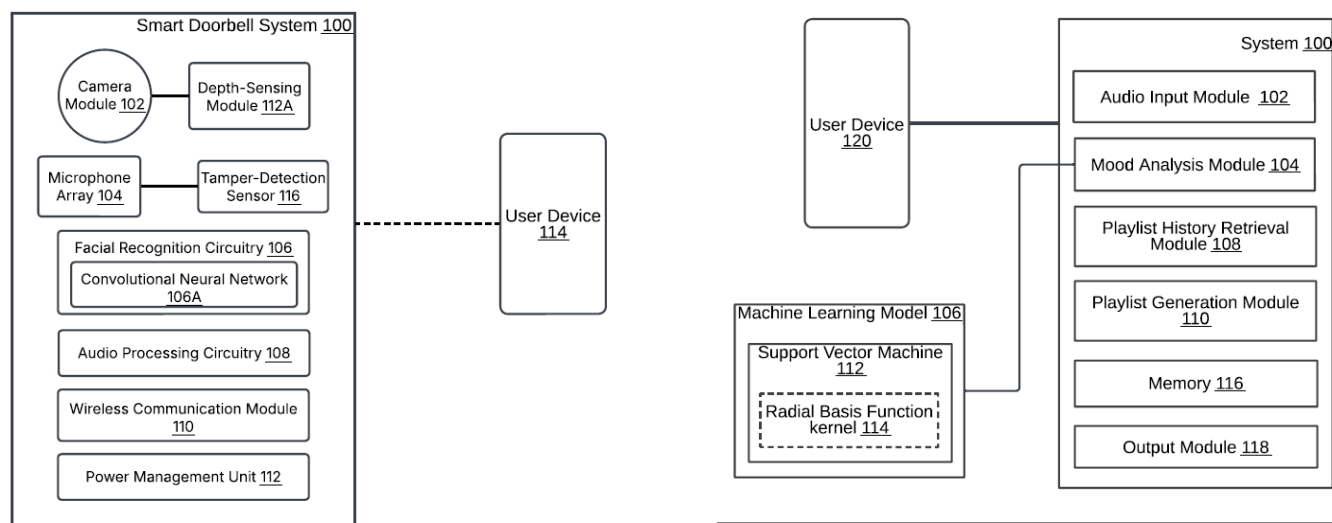 Smart Doorbell System 100
Camera
Module 102
Depth-Sensing
Module 112A
Microphone
Array 104
Tamper-Detection
Sensor 116
Facial Recognition Circuitry 106
Convolutional Neural Network
106A
Audio Processing Circuitry 108
Wireless Communication Module
110
Power Management Unit 112
User Device
114
System 100
User Device
120
Audio Input Module 102
Mood Analysis Module 104
Playlist History Retrieval
Module 108
Playlist Generation Module
110
Memory 116
Output Module 118
Machine Learning Model 106
Support Vector Machine
112
Radial Basis Function
kernel 114